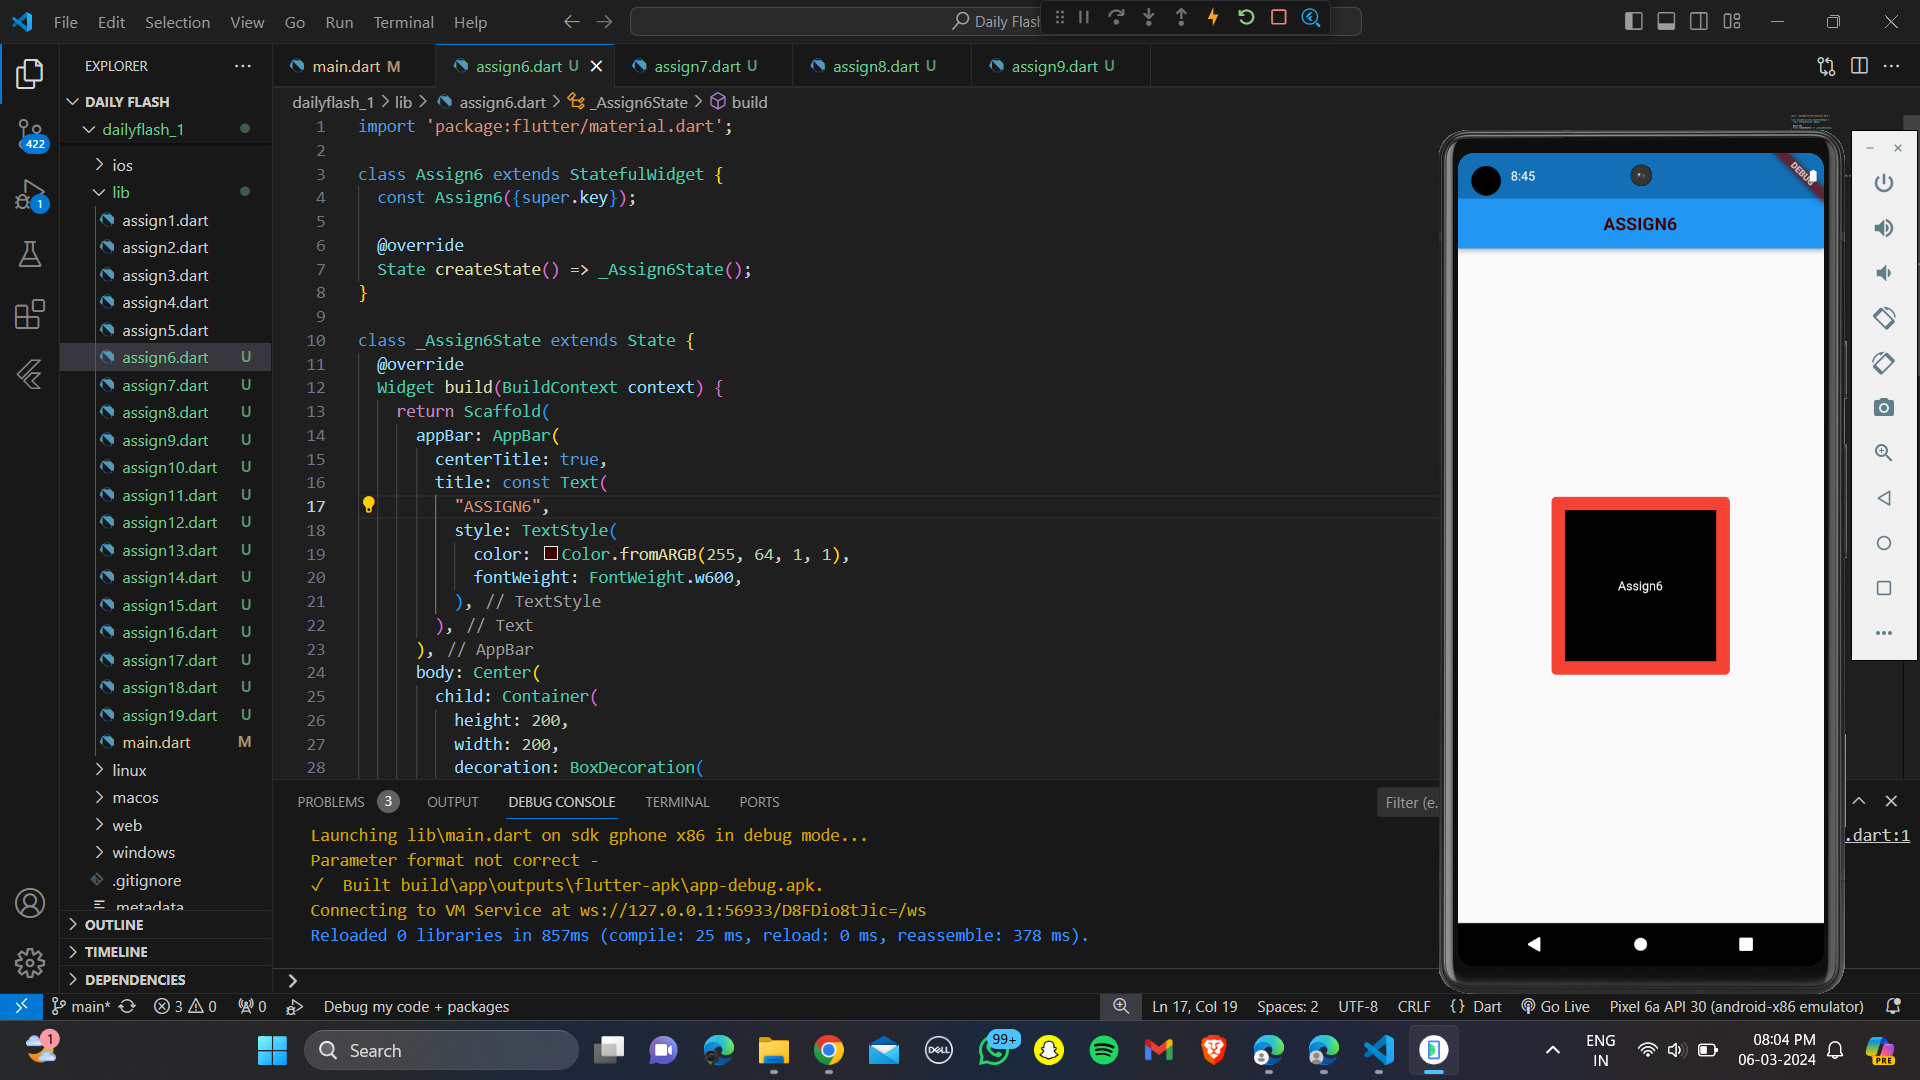 File Edit Selection View Go Run Terminal Help
Daily Flash
EXPLORER
DAILY FLASH
dailyflash_1
ios
lib
assign1.dart
assign2.dart
assign3.dart
assign4.dart
assign5.dart
assign6.dart U
assign7.dart U
assign8.dart U
assign9.dart U
assign10.dart U
assign11.dart U
assign12.dart U
assign13.dart U
assign14.dart U
assign15.dart U
assign16.dart U
assign17.dart U
assign18.dart U
assign19.dart U
main.dart M
linux
macos
web
windows
.gitignore
.metadata
OUTLINE
TIMELINE
DEPENDENCIES
422
1
main.dart M assign6.dart U assign7.dart U assign8.dart U assign9.dart U
dailyflash_1 > lib > assign6.dart > _Assign6State > build
1 import 'package:flutter/material.dart';
2
3 class Assign6 extends StatefulWidget {
4 const Assign6({super.key});
5
6 @override
7 State createState() => _Assign6State();
8 }
9
10 class _Assign6State extends State {
11 @override
12 Widget build(BuildContext context) {
13 return Scaffold(
14 appBar: AppBar(
15 centerTitle: true,
16 title: const Text(
17 "ASSIGN6",
18 style: TextStyle(
19 color: Color.fromARGB(255, 64, 1, 1),
20 fontWeight: FontWeight.w600,
21 ), // TextStyle
22 ), // Text
23 ), // AppBar
24 body: Center(
25 child: Container(
26 height: 200,
27 width: 200,
28 decoration: BoxDecoration(
PROBLEMS 3 OUTPUT DEBUG CONSOLE TERMINAL PORTS
Filter (e.
Launching lib\main.dart on sdk gphone x86 in debug mode...
.dart:1
Parameter format not correct -
✓ Built build\app\outputs\flutter-apk\app-debug.apk.
Connecting to VM Service at ws://127.0.0.1:56933/D8FDio8tJic=/ws
Reloaded 0 libraries in 857ms (compile: 25 ms, reload: 0 ms, reassemble: 378 ms).
8:45
DEBUG
ASSIGN6
Assign6
main* 3 0 0 Debug my code + packages
Ln 17, Col 19 Spaces: 2 UTF-8 CRLF {} Dart Go Live Pixel 6a API 30 (android-x86 emulator)
1
Search
DELL
99+
ENG
IN
08:04 PM
06-03-2024
PRE